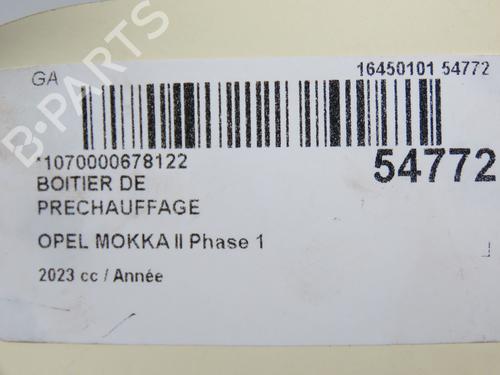 GA
16450101 54772
*1070000678122
54772
BOITIER DE
PRECHAUFFAGE
OPEL MOKKA II Phase 1
2023 cc / Année
B-PARTS